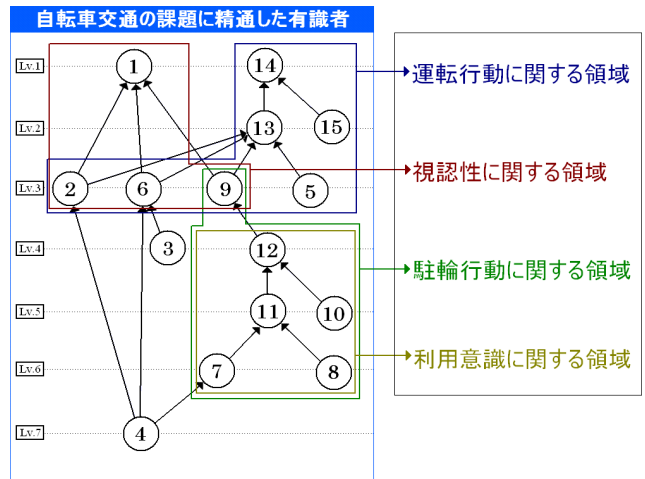 自転車交通の課題に精通した有識者
Lv.1
1
14
運転行動に関する領域
Lv.2
13
15
Lv.3
2
6
9
5
視認性に関する領域
Lv.4
3
12
駐輪行動に関する領域
Lv.5
11
10
Lv.6
7
8
利用意識に関する領域
Lv.7
4